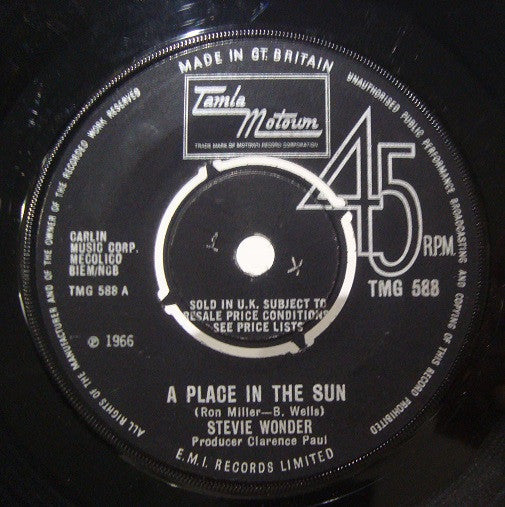 MADE IN GT. BRITAIN
UNAUTHORISED PUBLIC PERFORMANCE BROADCASTING AND COPYING OF THIS RECORD PROHIBITED
ALL RIGHTS OF THE MANUFACTURER AND OF THE OWNER OF THE RECORDED WORK RESERVED
Tamla
Motown
TRADE MARK OF MOTOWN RECORD CORPORATION
45
RPM.
CARLIN
MUSIC CORP.
MECOLICO
BIEM/NCB
TMG 588 A
TMG 588
SOLD IN U.K. SUBJECT TO
RESALE PRICE CONDITIONS
SEE PRICE LISTS
℗ 1966
A PLACE IN THE SUN
(Ron Miller—B. Wells)
STEVIE WONDER
Producer Clarence Paul
E.M.I. RECORDS LIMITED